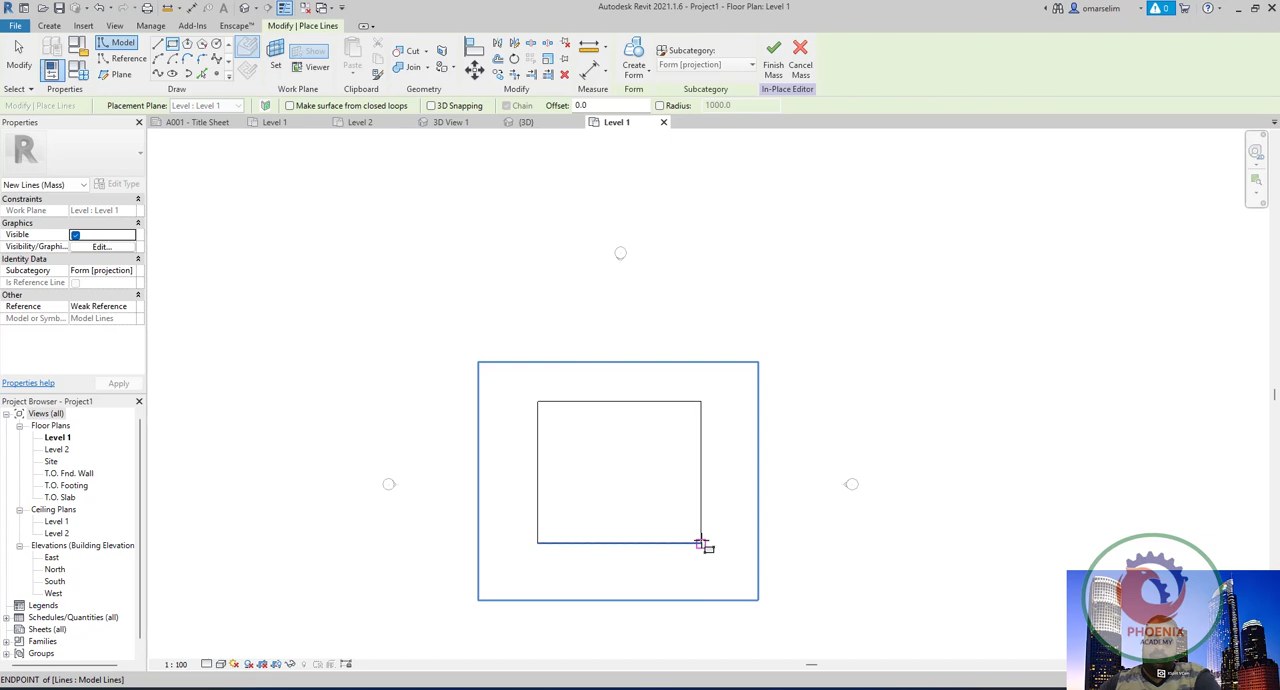 Autodesk Revit 2021.1.6 - Project1 - Floor Plan: Level 1
omarselim
0
File Create Insert View Manage Add-Ins Enscape™ Modify | Place Lines
Modify
Model
Reference
Plane
Set
Show
Viewer
Paste
Cut
Join
Create Form
Subcategory:
Form [projection]
Finish Mass
Cancel Mass
Select Properties Draw Work Plane Clipboard Geometry Modify Measure Form Subcategory In-Place Editor
Modify | Place Lines Placement Plane: Level : Level 1 Make surface from closed loops 3D Snapping Chain Offset: 0.0 Radius: 1000.0
Properties
A001 - Title Sheet Level 1 Level 2 3D View 1 {3D} Level 1
R
New Lines (Mass) Edit Type
Constraints
Work Plane Level : Level 1
Graphics
Visible
Visibility/Graphi... Edit...
Identity Data
Subcategory Form [projection]
Is Reference Line
Other
Reference Weak Reference
Model or Symb... Model Lines
Properties help Apply
Project Browser - Project1
Views (all)
Floor Plans
Level 1
Level 2
Site
T.O. Fnd. Wall
T.O. Footing
T.O. Slab
Ceiling Plans
Level 1
Level 2
Elevations (Building Elevation
East
North
South
West
Legends
Schedules/Quantities (all)
Sheets (all)
Families
Groups
1 : 100
ENDPOINT of [Lines : Model Lines]
PHOENIX
ACADEMY